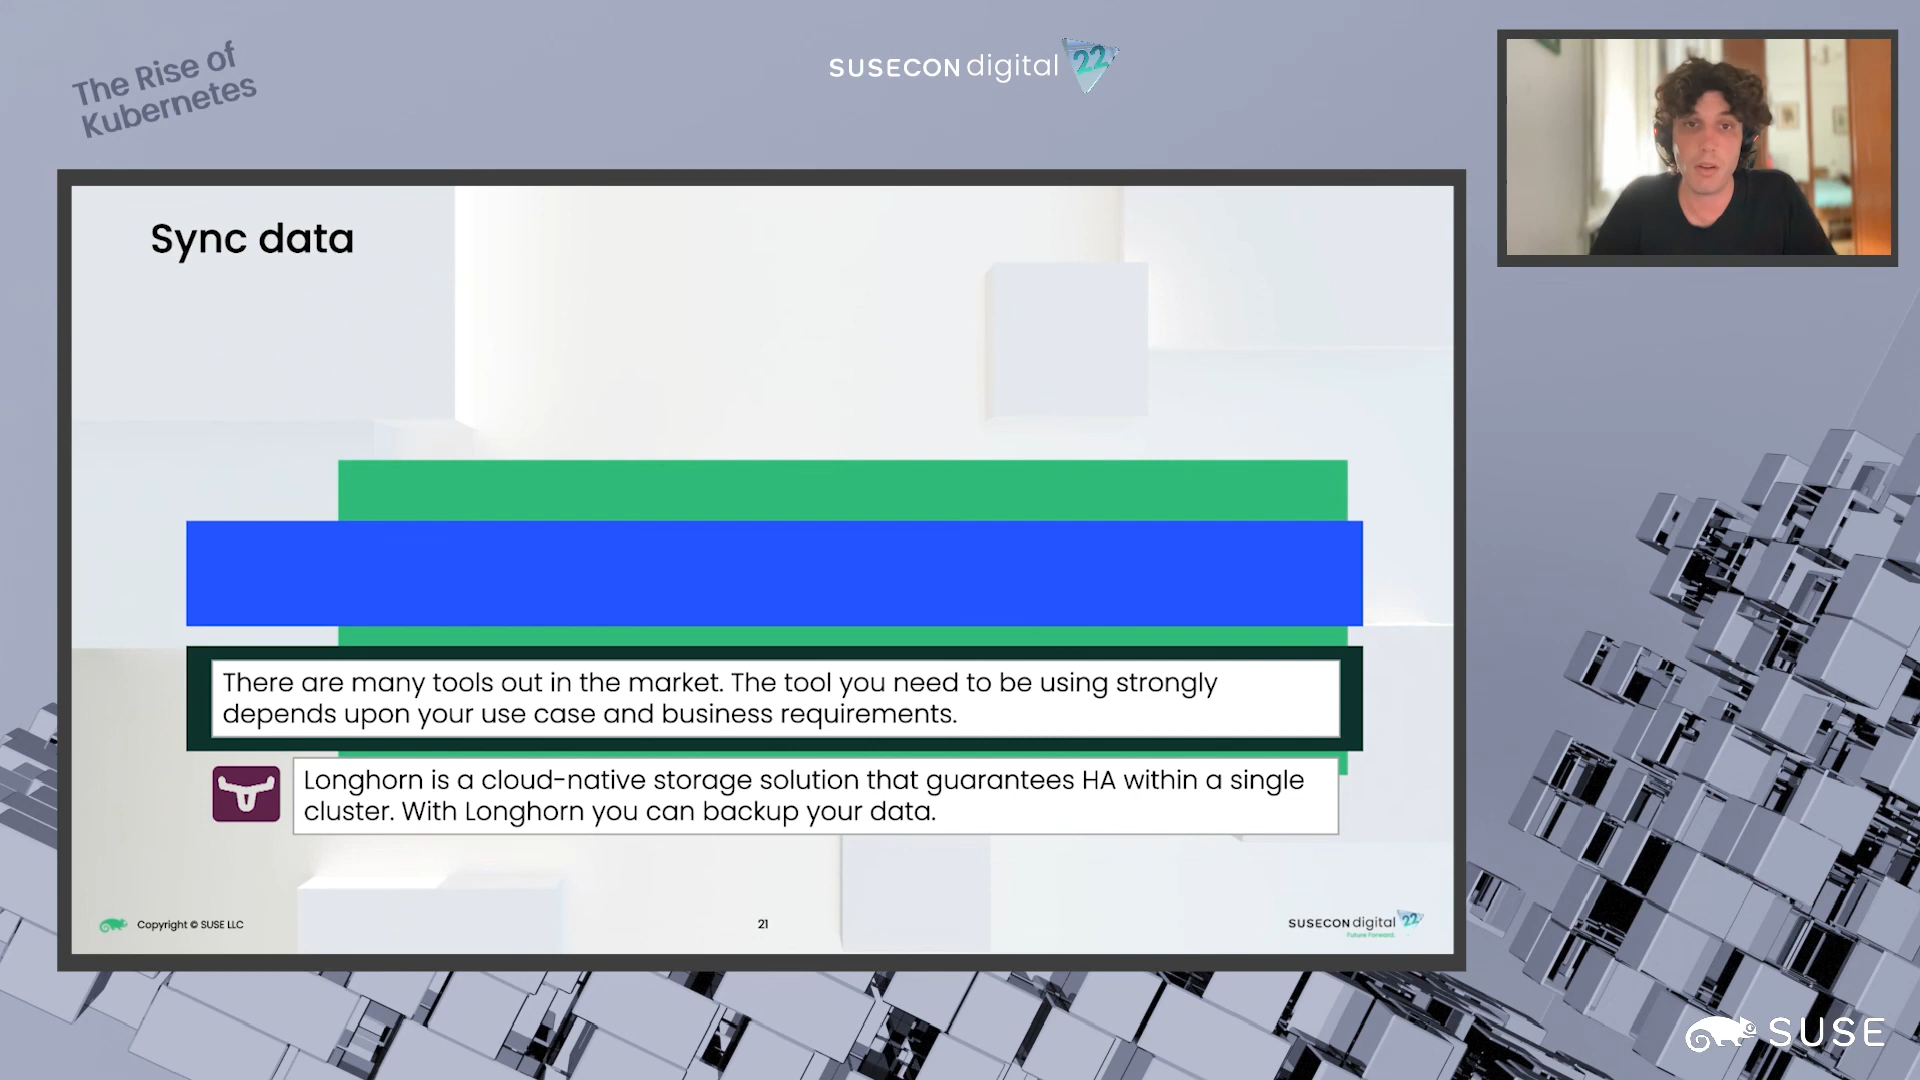 The Rise of
Kubernetes
SUSECON digital 22
Sync data
There are many tools out in the market. The tool you need to be using strongly
depends upon your use case and business requirements.
Longhorn is a cloud-native storage solution that guarantees HA within a single
cluster. With Longhorn you can backup your data.
Copyright © SUSE LLC
21
SUSECON digital 22
Future Forward.
SUSE